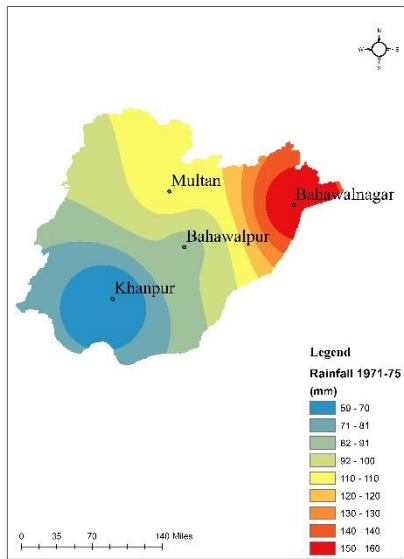 N
W E
S
Multan
Bahawalnagar
Bahawalpur
Khanpur
Legend
Rainfall 1971-75
(mm)
59 - 70
71 - 81
82 - 91
92 - 100
110 - 110
120 - 120
130 - 130
140 - 140
150 - 160
0 35 70 140 Miles